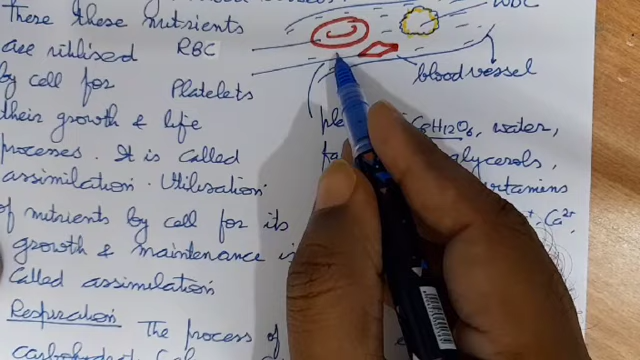 There these nutrients
are utilised
by cell for
their growth & life
processes. It is called
assimilation. Utilisation
of nutrients by cell for its
growth & maintenance is
called assimilation
Respiration The process of
WBC
RBC
Platelets
blood vessel
C6H12O6, water,
glycerols,
Ca2+,